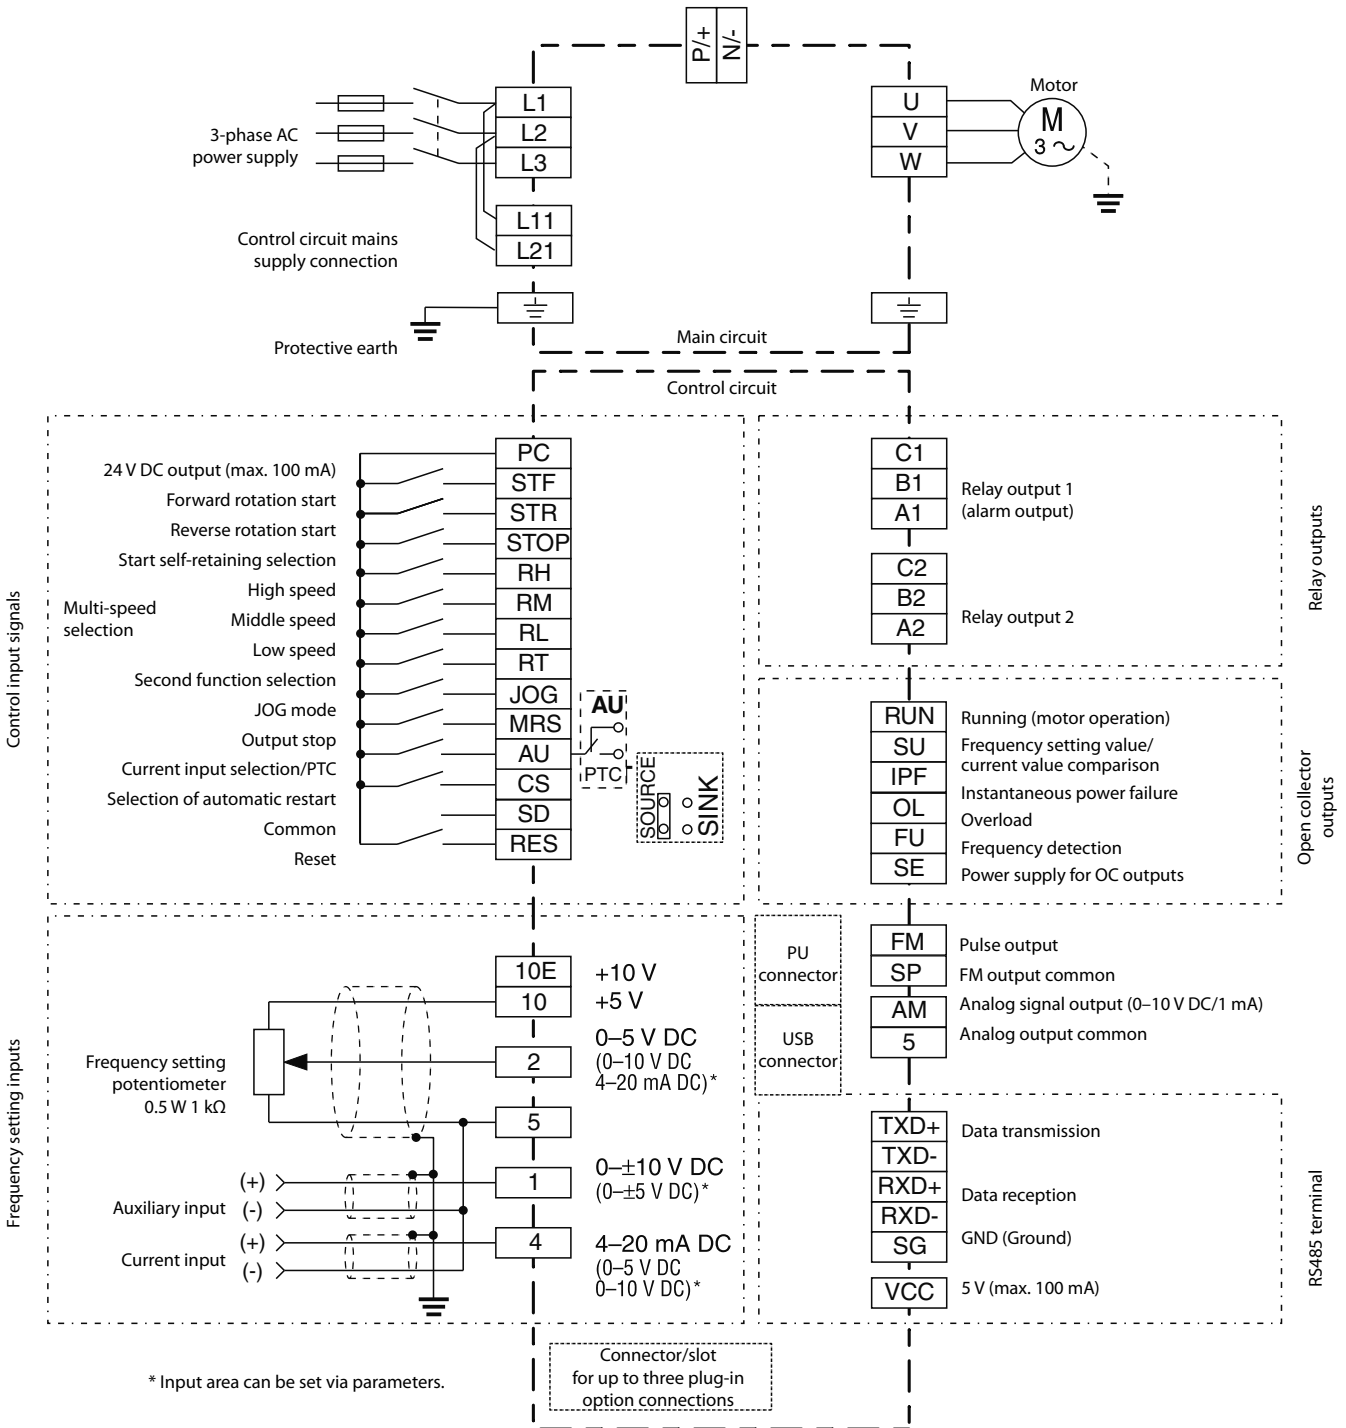 P/+
N/-
L1
L2
L3
3-phase AC
power supply
L11
L21
Control circuit mains
supply connection
Protective earth
U
V
W
Motor
M
3 ~
Main circuit
Control circuit
Control input signals
PC
24 V DC output (max. 100 mA)
STF
Forward rotation start
STR
Reverse rotation start
STOP
Start self-retaining selection
RH
High speed
Multi-speed
selection
RM
Middle speed
RL
Low speed
RT
Second function selection
JOG
JOG mode
MRS
Output stop
AU
Current input selection/PTC
CS
Selection of automatic restart
SD
Common
RES
Reset
AU
PTC
SOURCE
SINK
C1
B1
A1
Relay output 1
(alarm output)
C2
B2
A2
Relay output 2
Relay outputs
RUN
Running (motor operation)
SU
Frequency setting value/
current value comparison
IPF
Instantaneous power failure
OL
Overload
FU
Frequency detection
SE
Power supply for OC outputs
Open collector
outputs
Frequency setting inputs
10E
+10 V
10
+5 V
2
0–5 V DC
(0–10 V DC
4–20 mA DC)*
Frequency setting
potentiometer
0.5 W 1 kΩ
5
1
0–±10 V DC
(0–±5 V DC)*
(+)
Auxiliary input
(-)
4
4–20 mA DC
(0–5 V DC
0–10 V DC)*
(+)
Current input
(-)
PU
connector
USB
connector
FM
Pulse output
SP
FM output common
AM
Analog signal output (0–10 V DC/1 mA)
5
Analog output common
TXD+
Data transmission
TXD-
RXD+
Data reception
RXD-
SG
GND (Ground)
VCC
5 V (max. 100 mA)
RS485 terminal
* Input area can be set via parameters.
Connector/slot
for up to three plug-in
option connections